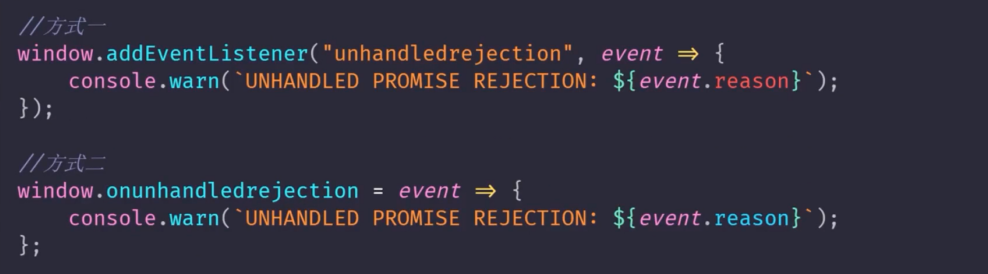 //方式一
window.addEventListener("unhandledrejection", event => {
    console.warn(`UNHANDLED PROMISE REJECTION: ${event.reason}`);
});

//方式二
window.onunhandledrejection = event => {
    console.warn(`UNHANDLED PROMISE REJECTION: ${event.reason}`);
};